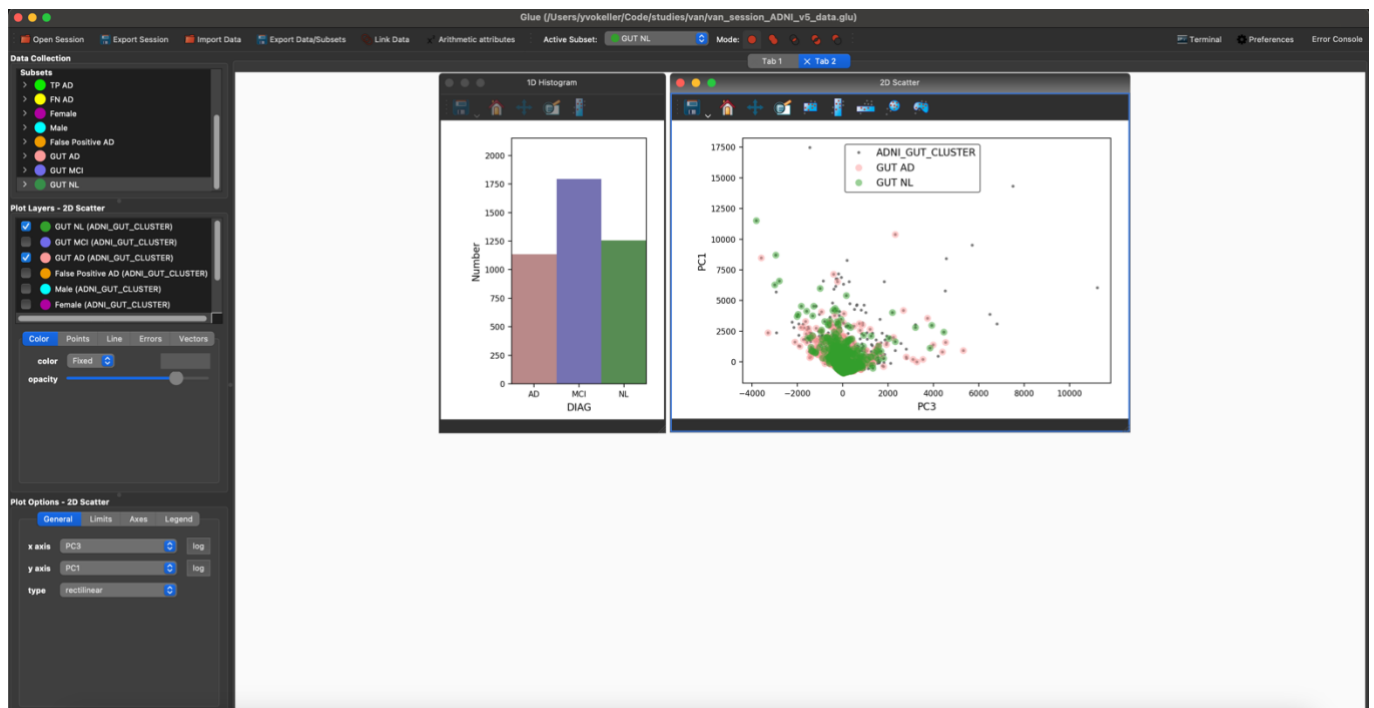 Glue (/Users/yvokeller/Code/studies/van/van_session_ADNI_v5_data.glu)
Open Session Export Session Import Data Export Data/Subsets Link Data Arithmetic attributes Active Subset: GUT NL Mode: Terminal Preferences Error Console
Data Collection
Subsets
TP AD
FN AD
Female
Male
False Positive AD
GUT AD
GUT MCI
GUT NL
Plot Layers - 2D Scatter
GUT NL (ADNI_GUT_CLUSTER)
GUT MCI (ADNI_GUT_CLUSTER)
GUT AD (ADNI_GUT_CLUSTER)
False Positive AD (ADNI_GUT_CLUSTER)
Male (ADNI_GUT_CLUSTER)
Female (ADNI_GUT_CLUSTER)
Color Points Line Errors Vectors
color Fixed
opacity
Plot Options - 2D Scatter
General Limits Axes Legend
x axis PC3 log
y axis PC1 log
type rectilinear
Tab 1 Tab 2
1D Histogram
2000
1750
1500
1250
1000
750
500
250
0
Number
AD MCI NL
DIAG
2D Scatter
17500
15000
12500
10000
7500
5000
2500
0
PC1
ADNI_GUT_CLUSTER
GUT AD
GUT NL
−4000 −2000 0 2000 4000 6000 8000 10000
PC3